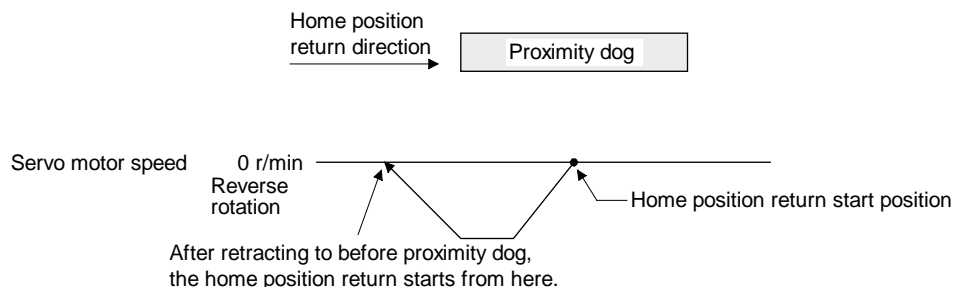 Home position
return direction
Proximity dog
Servo motor speed 0 r/min
Reverse
rotation
Home position return start position
After retracting to before proximity dog,
the home position return starts from here.